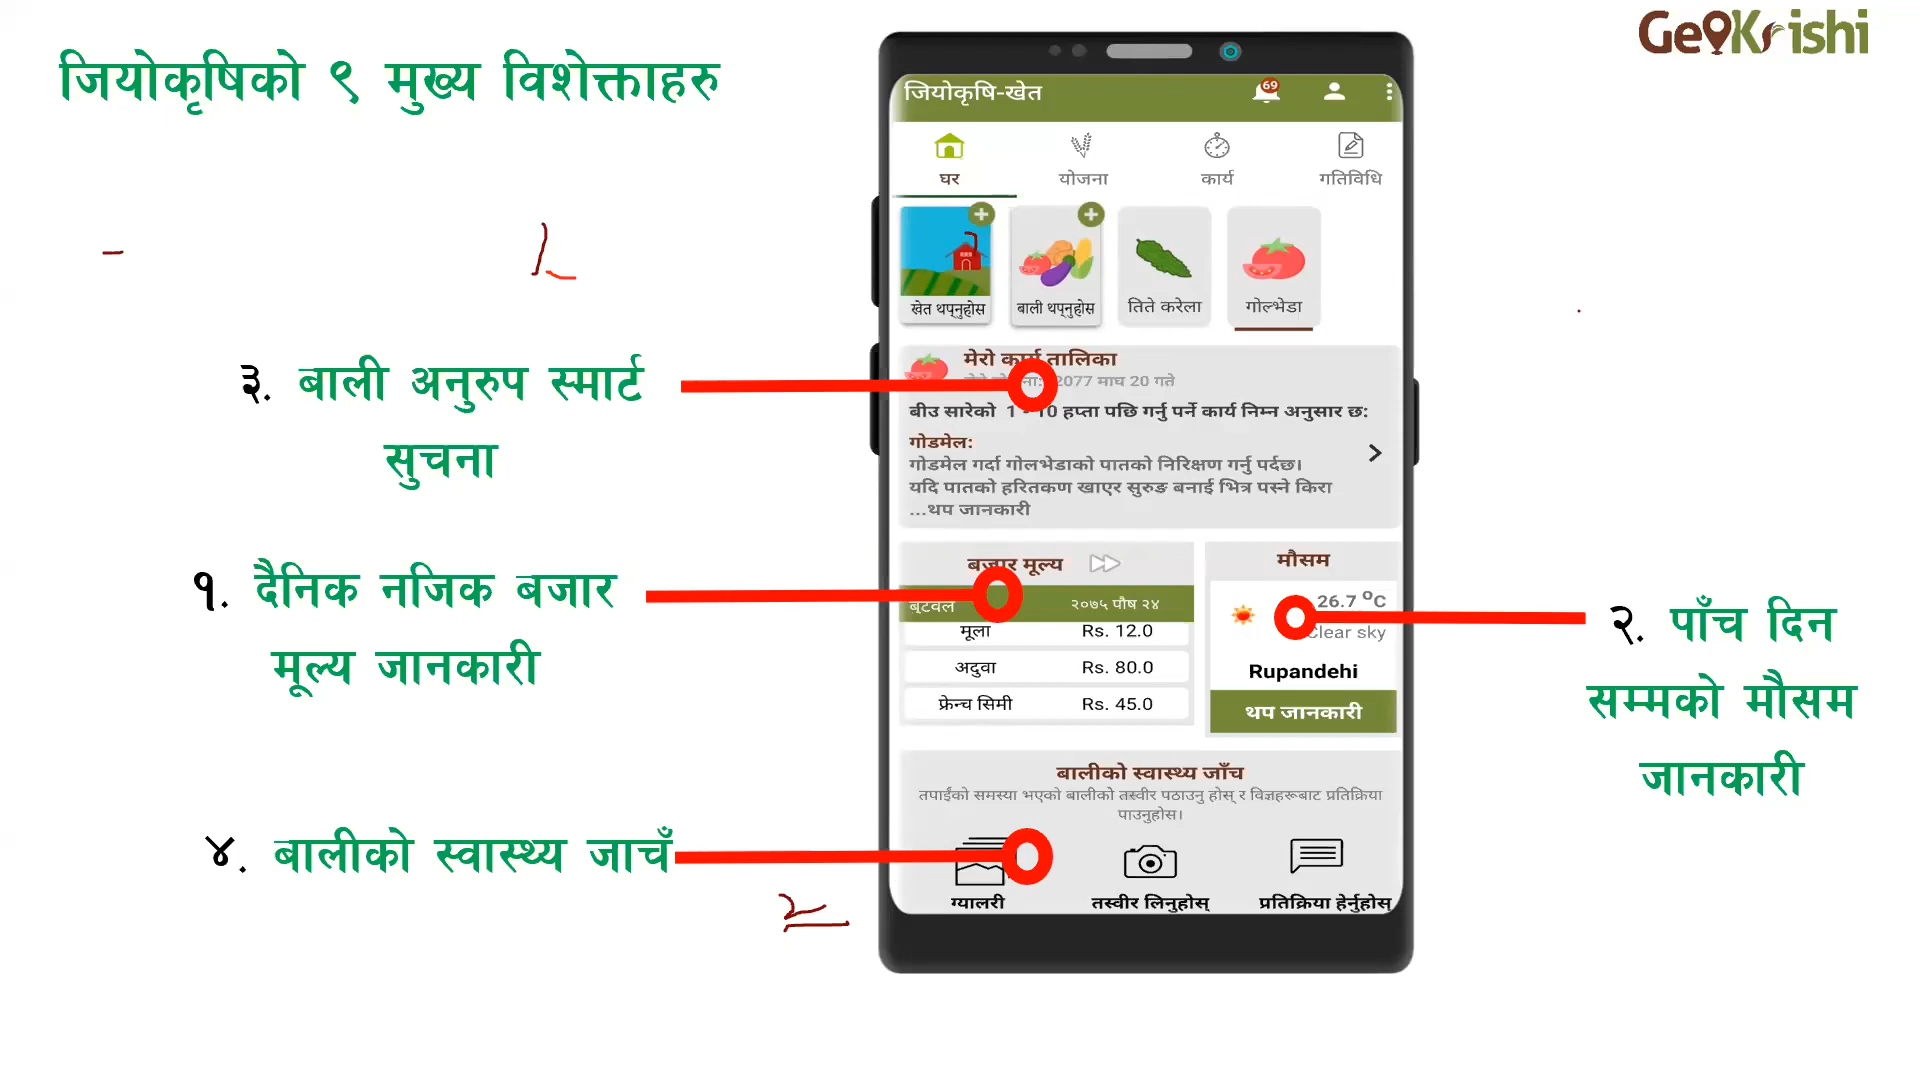 GeoKrishi
जियोकृषिको ९ मुख्य विशेक्ताहरु
जियोकृषि-खेत
69
घर
योजना
कार्य
गतिविधि
खेत थप्नुहोस
बाली थप्नुहोस
तिते करेला
गोल्भेडा
३. बाली अनुरुप स्मार्ट
सुचना
मेरो कार्य तालिका
2077 माघ 20 गते
बीउ सारेको 1 - 10 हप्ता पछि गर्नु पर्ने कार्य निम्न अनुसार छ:
गोडमेल:
गोडमेल गर्दा गोलभेडाको पातको निरिक्षण गर्नु पर्दछ।
यदि पातको हरितकण खाएर सुरुङ बनाई भित्र पस्ने किरा
...थप जानकारी
१. दैनिक नजिक बजार
मूल्य जानकारी
बजार मूल्य
बुटवल २०७५ पौष २४
मूला Rs. 12.0
अदुवा Rs. 80.0
फ्रेन्च सिमी Rs. 45.0
मौसम
26.7 ºC
Clear sky
Rupandehi
थप जानकारी
२. पाँच दिन
सम्मको मौसम
जानकारी
४. बालीको स्वास्थ्य जाचँ
बालीको स्वास्थ्य जाँच
तपाईंको समस्या भएको बालीको तस्वीर पठाउनु होस् र विज्ञहरूबाट प्रतिक्रिया
पाउनुहोस।
ग्यालरी
तस्वीर लिनुहोस्
प्रतिक्रिया हेर्नुहोस्